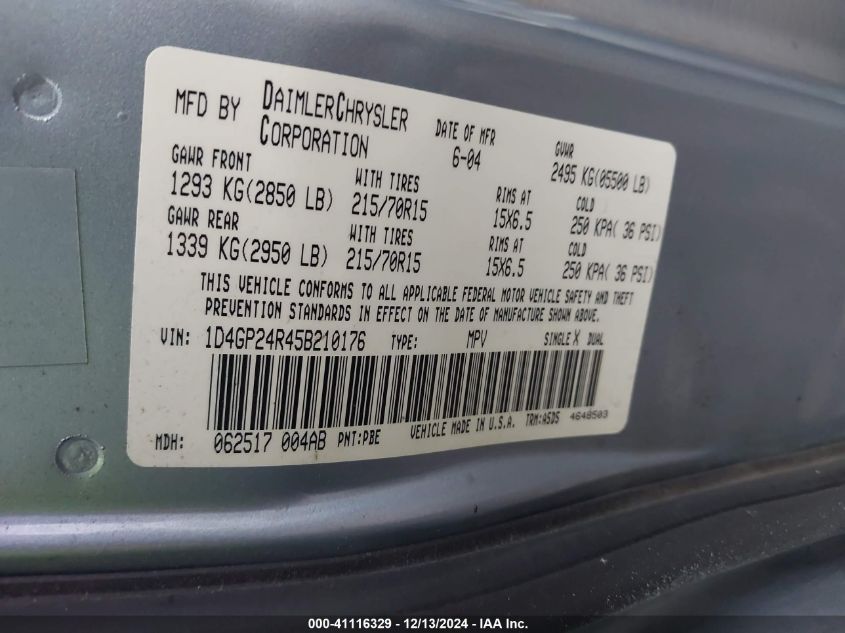 MFD BY DAIMLERCHRYSLER CORPORATION
DATE OF MFR 6-04
GVWR 2495 KG(05500 LB)
GAWR FRONT WITH TIRES RIMS AT COLD
1293 KG(2850 LB) 215/70R15 15X6.5 250 KPA( 36 PSI)
GAWR REAR WITH TIRES RIMS AT COLD
1339 KG(2950 LB) 215/70R15 15X6.5 250 KPA( 36 PSI)
THIS VEHICLE CONFORMS TO ALL APPLICABLE FEDERAL MOTOR VEHICLE SAFETY AND THEFT
PREVENTION STANDARDS IN EFFECT ON THE DATE OF MANUFACTURE SHOWN ABOVE.
VIN: 1D4GP24R45B210176 TYPE: MPV SINGLE X DUAL
MDH: 062517 004AB PNT:PBE VEHICLE MADE IN U.S.A. TRM:A5D5 4648503
000-41116329 - 12/13/2024 - IAA Inc.